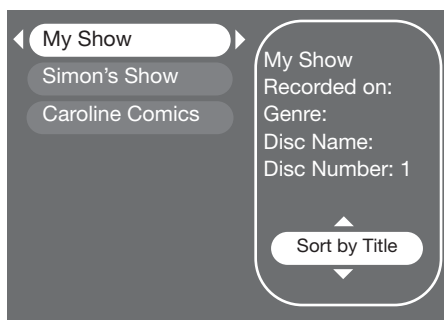 My Show
Simon's Show
Caroline Comics
My Show
Recorded on:
Genre:
Disc Name:
Disc Number: 1
Sort by Title